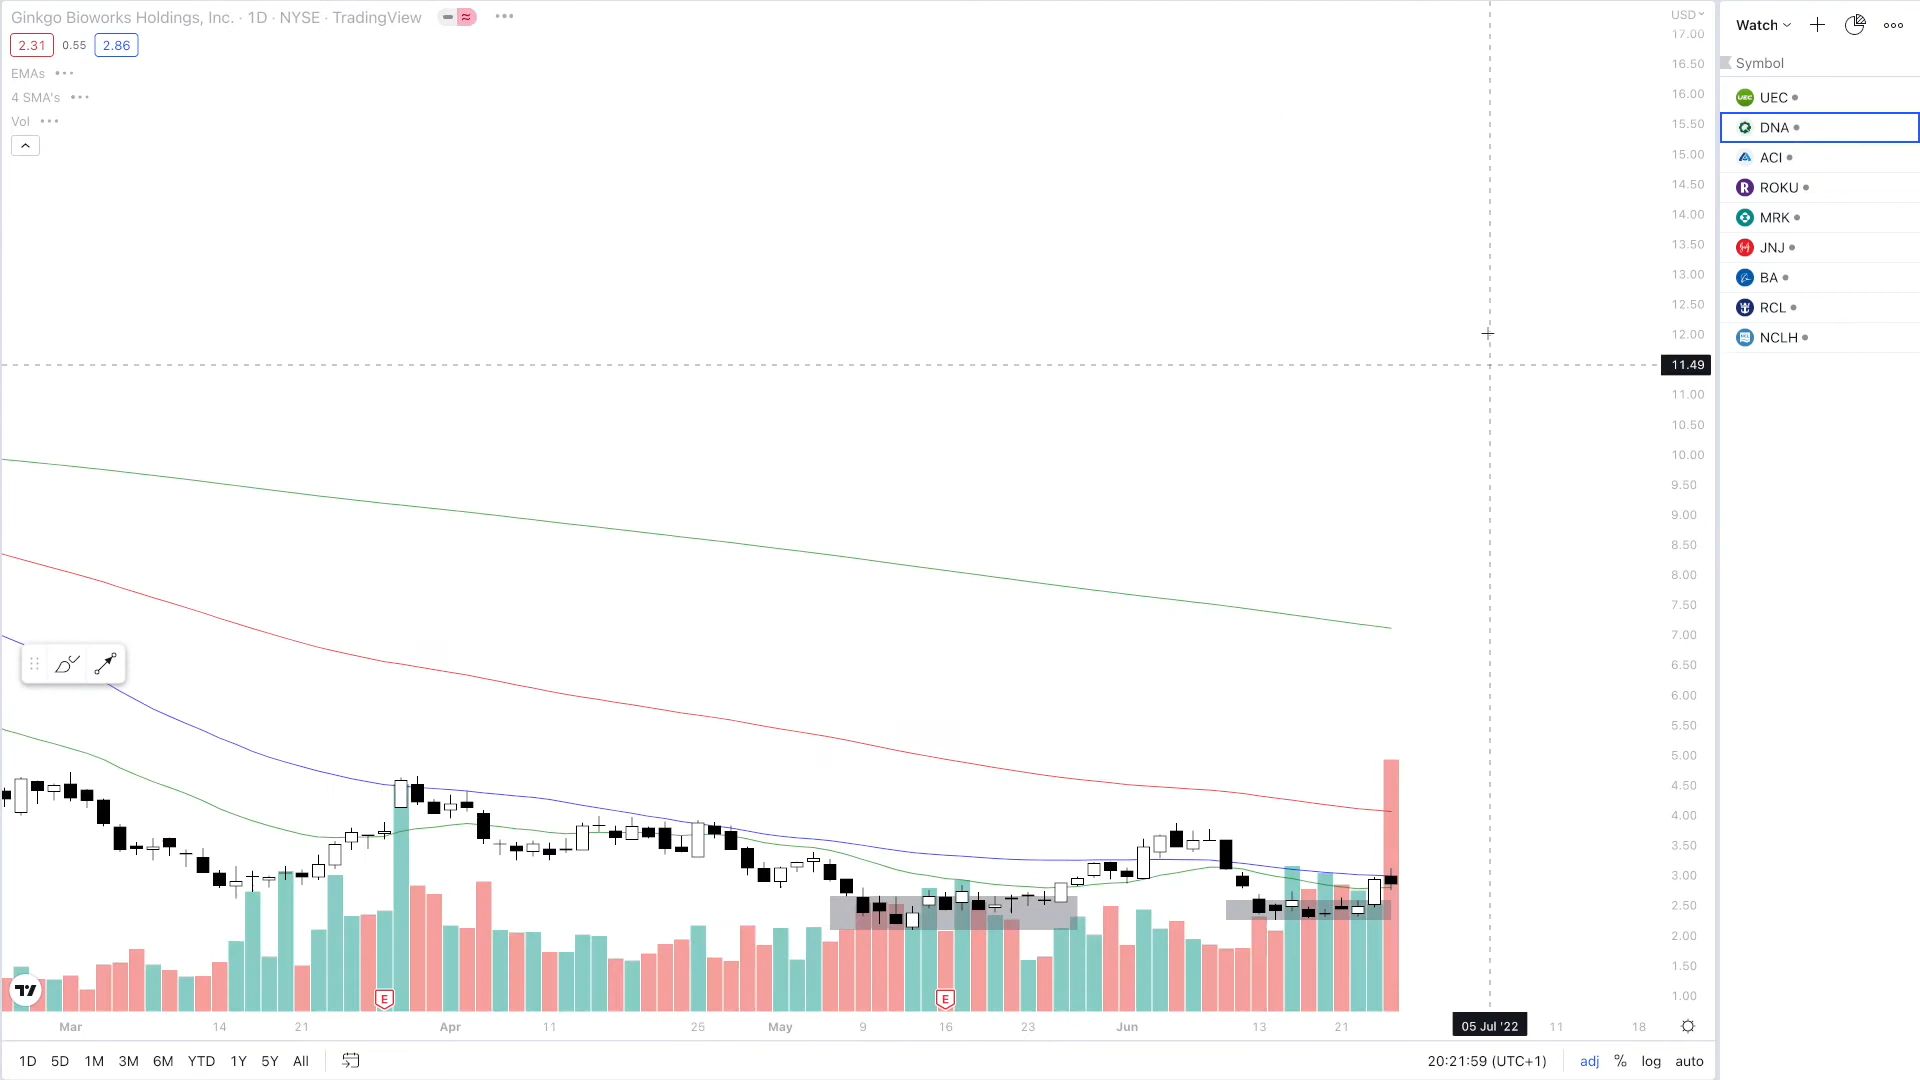 Ginkgo Bioworks Holdings, Inc. · 1D · NYSE · TradingView
2.31 0.55 2.86
EMAs
4 SMA's
Vol
USD
17.00
16.50
16.00
15.50
15.00
14.50
14.00
13.50
13.00
12.50
12.00
11.49
11.00
10.50
10.00
9.50
9.00
8.50
8.00
7.50
7.00
6.50
6.00
5.50
5.00
4.50
4.00
3.50
3.00
2.50
2.00
1.50
1.00
E E
Mar 14 21 Apr 11 25 May 9 16 23 Jun 13 21 05 Jul '22 11 18
1D 5D 1M 3M 6M YTD 1Y 5Y All
20:21:59 (UTC+1) adj % log auto
Watch
Symbol
UEC UEC
DNA
ACI
R ROKU
MRK
JNJ
BA
RCL
NCLH